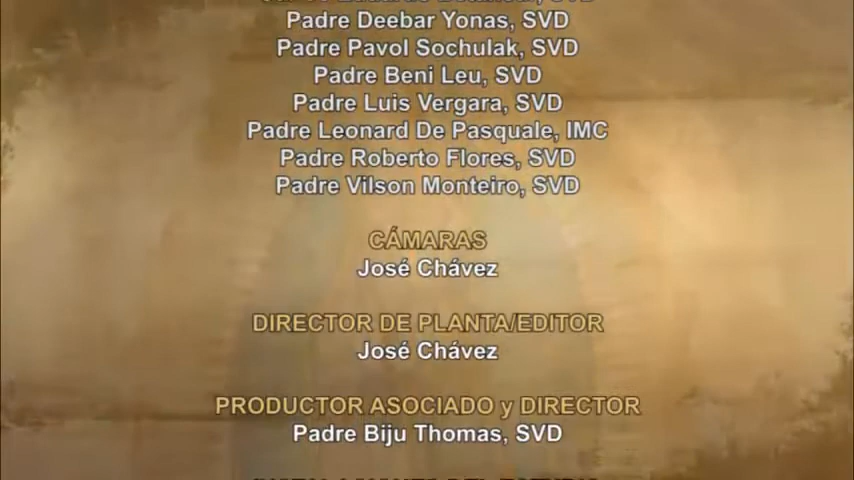 Padre Deebar Yonas, SVD
Padre Pavol Sochulak, SVD
Padre Beni Leu, SVD
Padre Luis Vergara, SVD
Padre Leonard De Pasquale, IMC
Padre Roberto Flores, SVD
Padre Vilson Monteiro, SVD
CÁMARAS
José Chávez
DIRECTOR DE PLANTA/EDITOR
José Chávez
PRODUCTOR ASOCIADO y DIRECTOR
Padre Biju Thomas, SVD